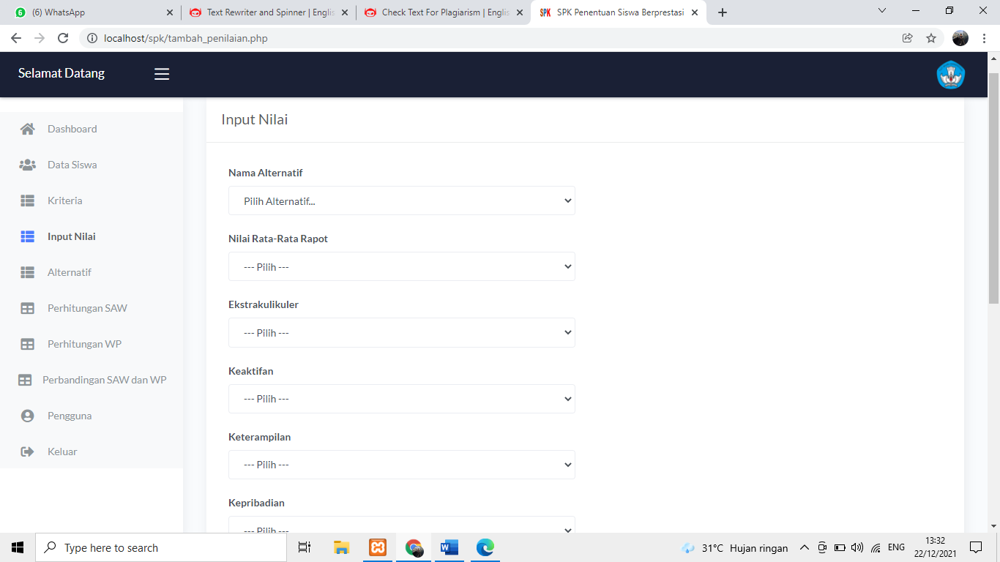 (6) WhatsApp
Text Rewriter and Spinner | Englis
Check Text For Plagiarism | Englis
SPK Penentuan Siswa Berprestasi
localhost/spk/tambah_penilaian.php
Selamat Datang
Input Nilai
Dashboard
Data Siswa
Kriteria
Input Nilai
Alternatif
Perhitungan SAW
Perhitungan WP
Perbandingan SAW dan WP
Pengguna
Keluar
Nama Alternatif
Pilih Alternatif...
Nilai Rata-Rata Rapot
--- Pilih ---
Ekstrakulikuler
--- Pilih ---
Keaktifan
--- Pilih ---
Keterampilan
--- Pilih ---
Kepribadian
--- Pilih ---
Type here to search
31°C Hujan ringan
ENG
13:32
22/12/2021